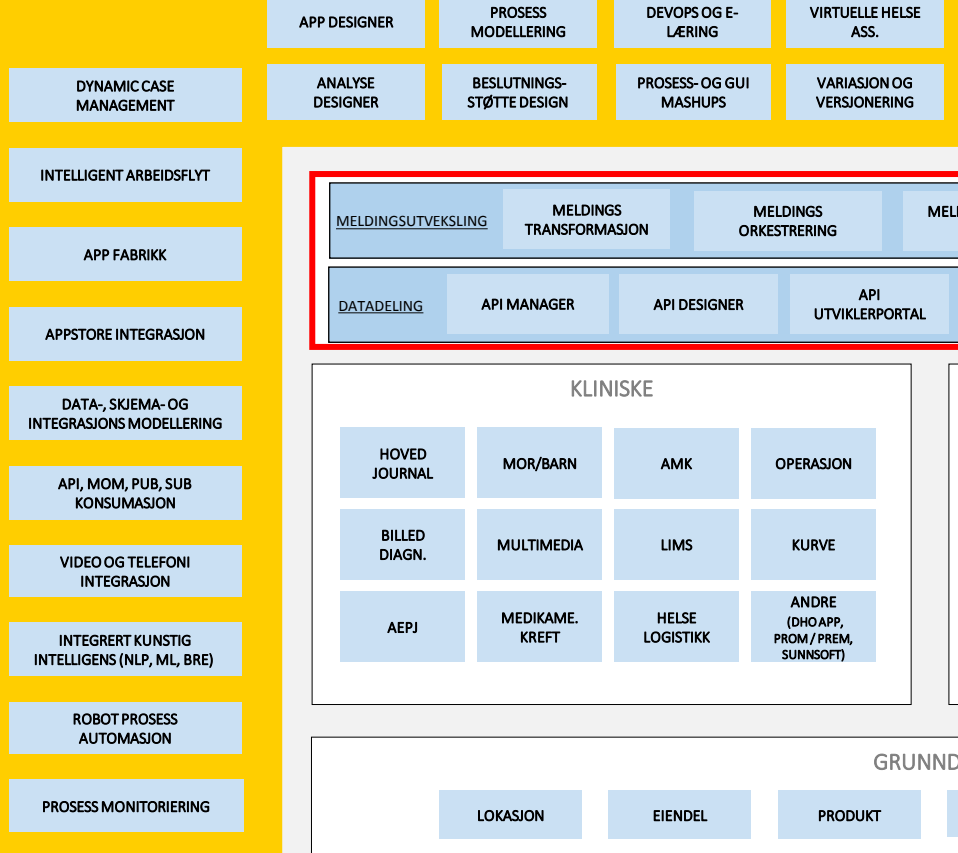 APP DESIGNER
PROSESS
MODELLERING
DEVOPS OG E-
LÆRING
VIRTUELLE HELSE
ASS.
ANALYSE
DESIGNER
BESLUTNINGS-
STØTTE DESIGN
PROSESS- OG GUI
MASHUPS
VARIASJON OG
VERSJONERING
DYNAMIC CASE
MANAGEMENT
INTELLIGENT ARBEIDSFLYT
APP FABRIKK
APPSTORE INTEGRASJON
DATA-, SKJEMA- OG
INTEGRASJONS MODELLERING
API, MOM, PUB, SUB
KONSUMASJON
VIDEO OG TELEFONI
INTEGRASJON
INTEGRERT KUNSTIG
INTELLIGENS (NLP, ML, BRE)
ROBOT PROSESS
AUTOMASJON
PROSESS MONITORIERING
MELDINGSUTVEKSLING
MELDINGS
TRANSFORMASJON
MELDINGS
ORKESTRERING
DATADELING
API MANAGER
API DESIGNER
API
UTVIKLERPORTAL
KLINISKE
HOVED
JOURNAL
MOR/BARN
AMK
OPERASJON
BILLED
DIAGN.
MULTIMEDIA
LIMS
KURVE
AEPJ
MEDIKAME.
KREFT
HELSE
LOGISTIKK
ANDRE
(DHO APP,
PROM / PREM,
SUNNSOFT)
GRUNND
LOKASJON
EIENDEL
PRODUKT